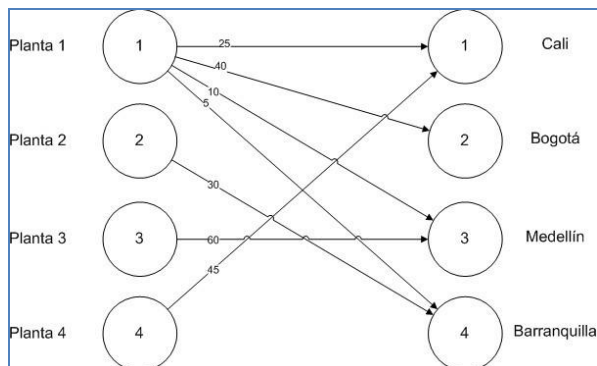 Planta 1 1 25 1 Cali
40
10
5
Planta 2 2 2 Bogotá
30
Planta 3 3 60 3 Medellín
45
Planta 4 4 4 Barranquilla